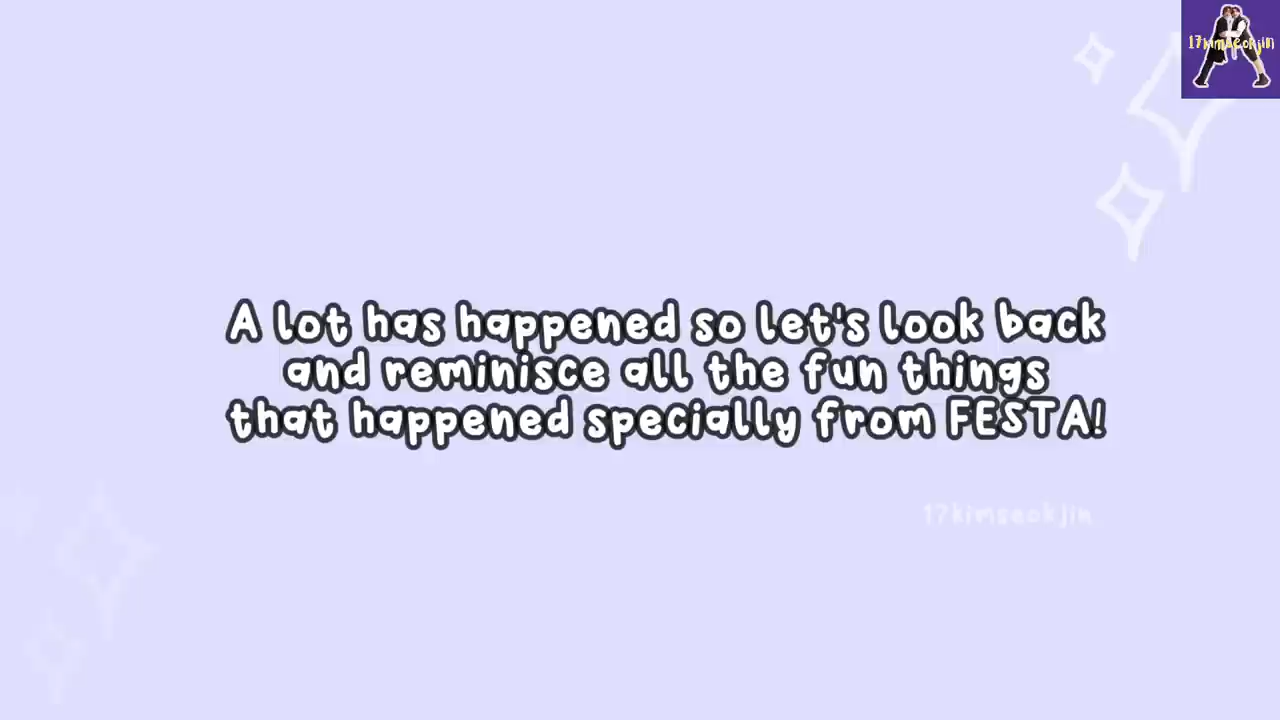 17kimseokjin
A lot has happened so let's look back
and reminisce all the fun things
that happened specially from FESTA!
17kimseokjin